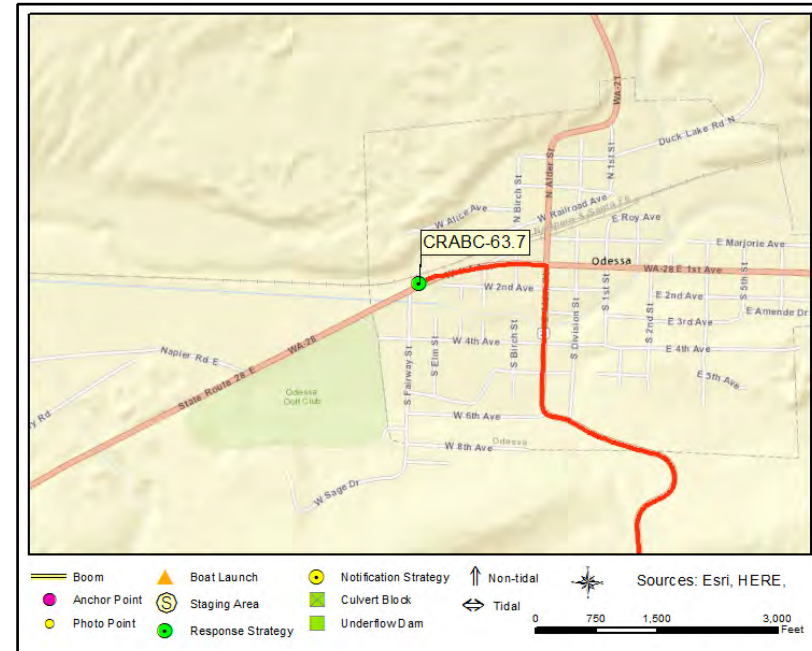 WA-21
Duck Lake Rd N
N Alder St
N 1st St
N Birch St
W Alice Ave
W Railroad Ave
E Roy Ave
CRABC-63.7
E Marjorie Ave
Odessa
WA-28 E 1st Ave
W 2nd Ave
E 2nd Ave
S 5th St
E Amende Dr
S 1st St
S 2nd St
E 3rd Ave
S Division St
W 4th Ave
E 4th Ave
S Birch St
S Elm St
S Fairway St
E 5th Ave
WA-28
State Route 28 E
Napier Rd E
ry Rd
Odessa
Golf Club
W 6th Ave
Odessa
W 8th Ave
W Sage Dr
Boom
Boat Launch
Notification Strategy
Non-tidal
Sources: Esri, HERE,
Anchor Point
S Staging Area
Culvert Block
Tidal
Photo Point
Response Strategy
Underflow Dam
0 750 1,500 3,000
Feet